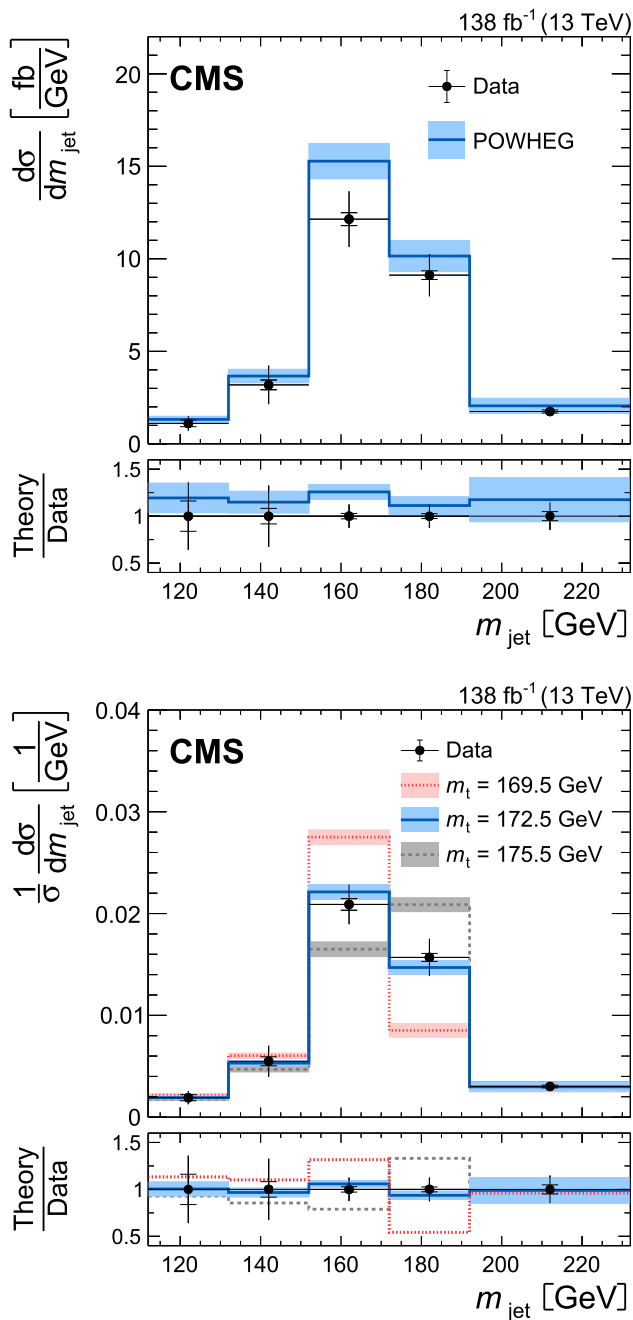 138 fb⁻¹ (13 TeV)
CMS
Data
POWHEG
dσ/dm_jet [fb/GeV]
20
15
10
5
0
Theory/Data
1.5
1
0.5
120 140 160 180 200 220
m_jet [GeV]
138 fb⁻¹ (13 TeV)
CMS
Data
m_t = 169.5 GeV
m_t = 172.5 GeV
m_t = 175.5 GeV
1/σ dσ/dm_jet [1/GeV]
0.04
0.03
0.02
0.01
0
Theory/Data
1.5
1.0
0.5
120 140 160 180 200 220
m_jet [GeV]